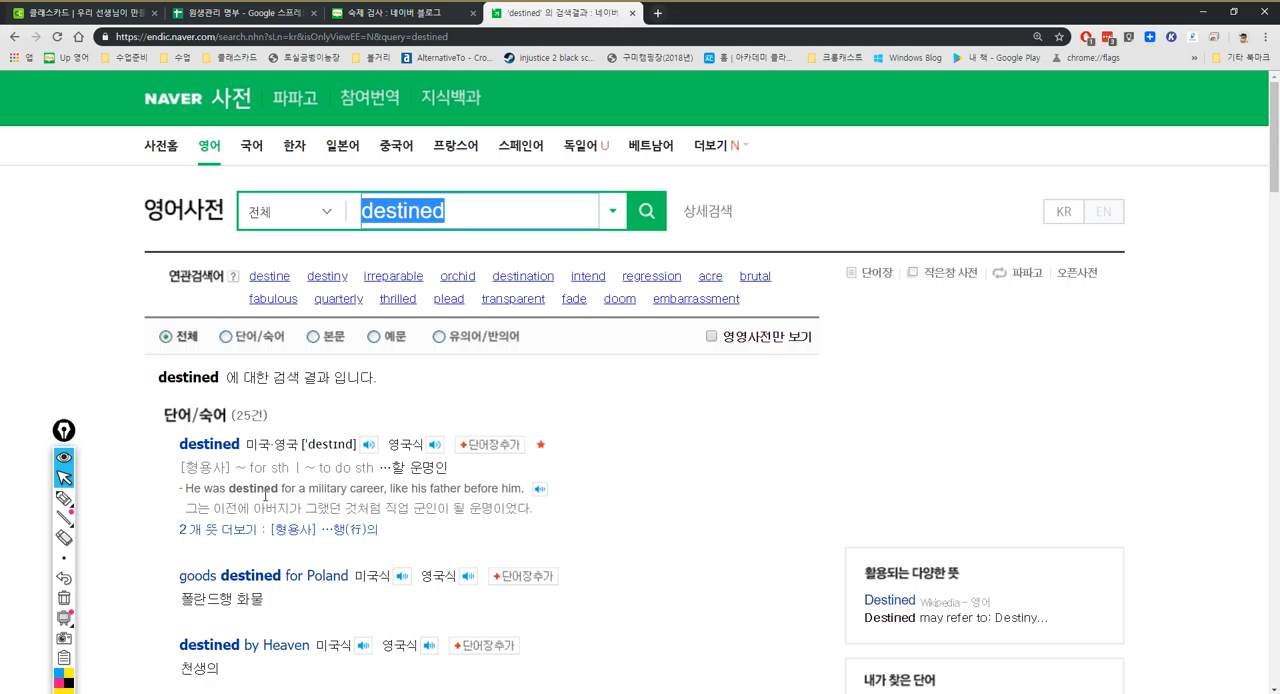 클래스카드 | 우리 선생님이 만든
원생관리 명부 - Google 스프레
숙제 검사 : 네이버 블로그
'destined' 의 검색결과 : 네이버
https://endic.naver.com/search.nhn?sLn=kr&isOnlyViewEE=N&query=destined
앱 Up 영어 수업준비 수업 클래스카드 토실공병이농장 볼거리 AlternativeTo - Cro... injustice 2 black sc... 구미캠핑장(2018년) 홈 | 아카데미 클라... 크롬캐스트 Windows Blog 내 책 - Google Play chrome://flags » 기타 북마크
NAVER 사전 파파고 참여번역 지식백과
사전홈 영어 국어 한자 일본어 중국어 프랑스어 스페인어 독일어 U 베트남어 더보기 N
영어사전 전체 destined 상세검색 KR EN
연관검색어 ? destine destiny irreparable orchid destination intend regression acre brutal
단어장 작은창 사전 파파고 오픈사전
fabulous quarterly thrilled plead transparent fade doom embarrassment
전체 단어/숙어 본문 예문 유의어/반의어 영영사전만 보기
destined 에 대한 검색 결과 입니다.
단어/숙어 (25건)
destined 미국·영국 [ˈdestɪnd] 영국식 +단어장추가
[형용사] ~ for sth | ~ to do sth …할 운명인
- He was destined for a military career, like his father before him.
그는 이전에 아버지가 그랬던 것처럼 직업 군인이 될 운명이었다.
2 개 뜻 더보기 : [형용사] …행(行)의
goods destined for Poland 미국식 영국식 +단어장추가
폴란드행 화물
destined by Heaven 미국식 영국식 +단어장추가
천생의
활용되는 다양한 뜻
Destined Wikipedia - 영어
Destined may refer to: Destiny...
내가 찾은 단어